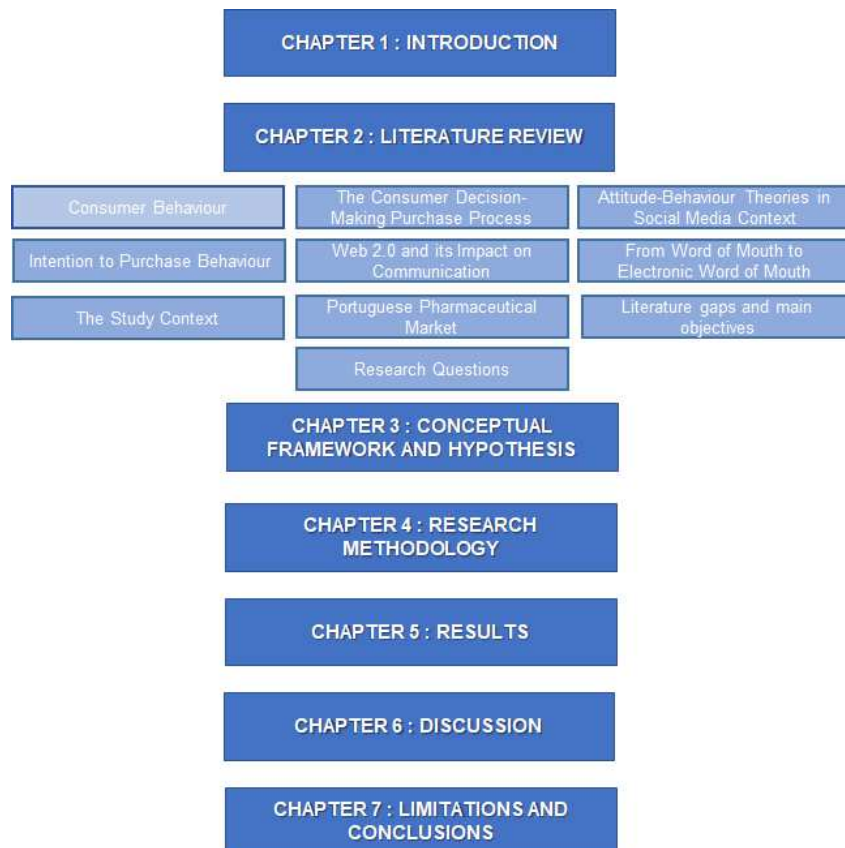 CHAPTER 1 : INTRODUCTION
CHAPTER 2 : LITERATURE REVIEW
Consumer Behaviour
The Consumer Decision-
Making Purchase Process
Attitude-Behaviour Theories in
Social Media Context
Intention to Purchase Behaviour
Web 2.0 and its Impact on
Communication
From Word of Mouth to
Electronic Word of Mouth
The Study Context
Portuguese Pharmaceutical
Market
Literature gaps and main
objectives
Research Questions
CHAPTER 3 : CONCEPTUAL
FRAMEWORK AND HYPOTHESIS
CHAPTER 4 : RESEARCH
METHODOLOGY
CHAPTER 5 : RESULTS
CHAPTER 6 : DISCUSSION
CHAPTER 7 : LIMITATIONS AND
CONCLUSIONS